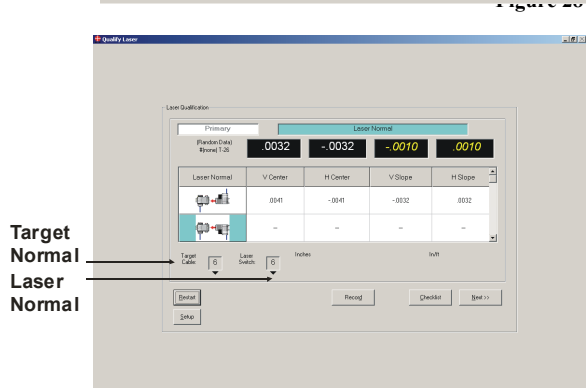 Figure 28
Qualify Laser
Laser Qualification
Primary
Laser Normal
(Random Data)
#(none) T-26
.0032
-.0032
-.0010
.0010
Laser Normal V Center H Center V Slope H Slope
.0041 -.0041 -.0032 .0032
-- -- -- --
Target Normal
Laser Normal
Target Cable: 6
Laser Switch: 6
Inches
In/ft
Restart
Record
Checklist
Next >>
Setup